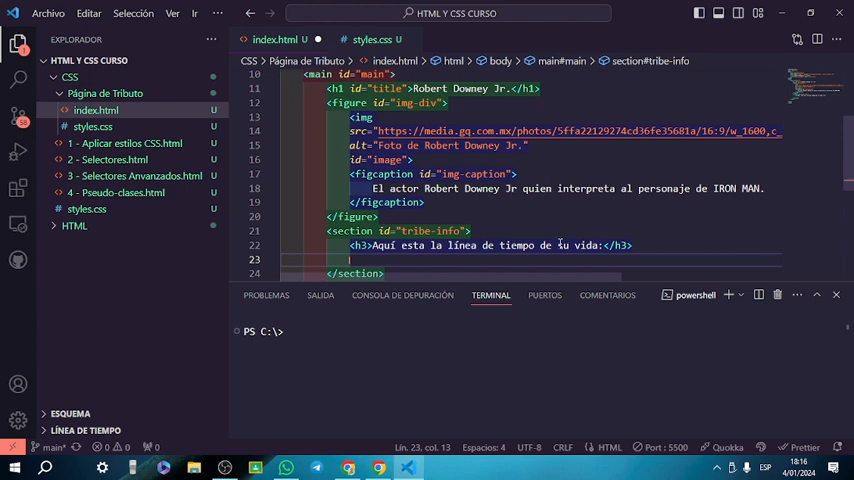 Archivo Editar Selección Ver Ir ··· HTML Y CSS CURSO
EXPLORADOR ···
HTML Y CSS CURSO
CSS
Página de Tributo
index.html U
styles.css U
1 - Aplicar estilos CSS.html U
2 - Selectores.html U
3 - Selectores Anvanzados.html U
4 - Pseudo-clases.html U
styles.css U
HTML
ESQUEMA
LÍNEA DE TIEMPO
1
58
index.html U
styles.css U
CSS > Página de Tributo > index.html > html > body > main#main > section#tribe-info
10 <main id="main">
11 <h1 id="title">Robert Downey Jr.</h1>
12 <figure id="img-div">
13 <img
14 src="https://media.gq.com.mx/photos/5ffa22129274cd36fe35681a/16:9/w_1600,c_
15 alt="Foto de Robert Downey Jr."
16 id="image">
17 <figcaption id="img-caption">
18 El actor Robert Downey Jr quien interpreta al personaje de IRON MAN.
19 </figcaption>
20 </figure>
21 <section id="tribe-info">
22 <h3>Aquí esta la línea de tiempo de su vida:</h3>
23
24 </section>
PROBLEMAS SALIDA CONSOLA DE DEPURACIÓN TERMINAL PUERTOS COMENTARIOS powershell
PS C:\>
main* 0 0 0 Lín. 23, col. 13 Espacios: 4 UTF-8 CRLF HTML Port : 5500 Quokka Prettier
ESP
18:16
4/01/2024